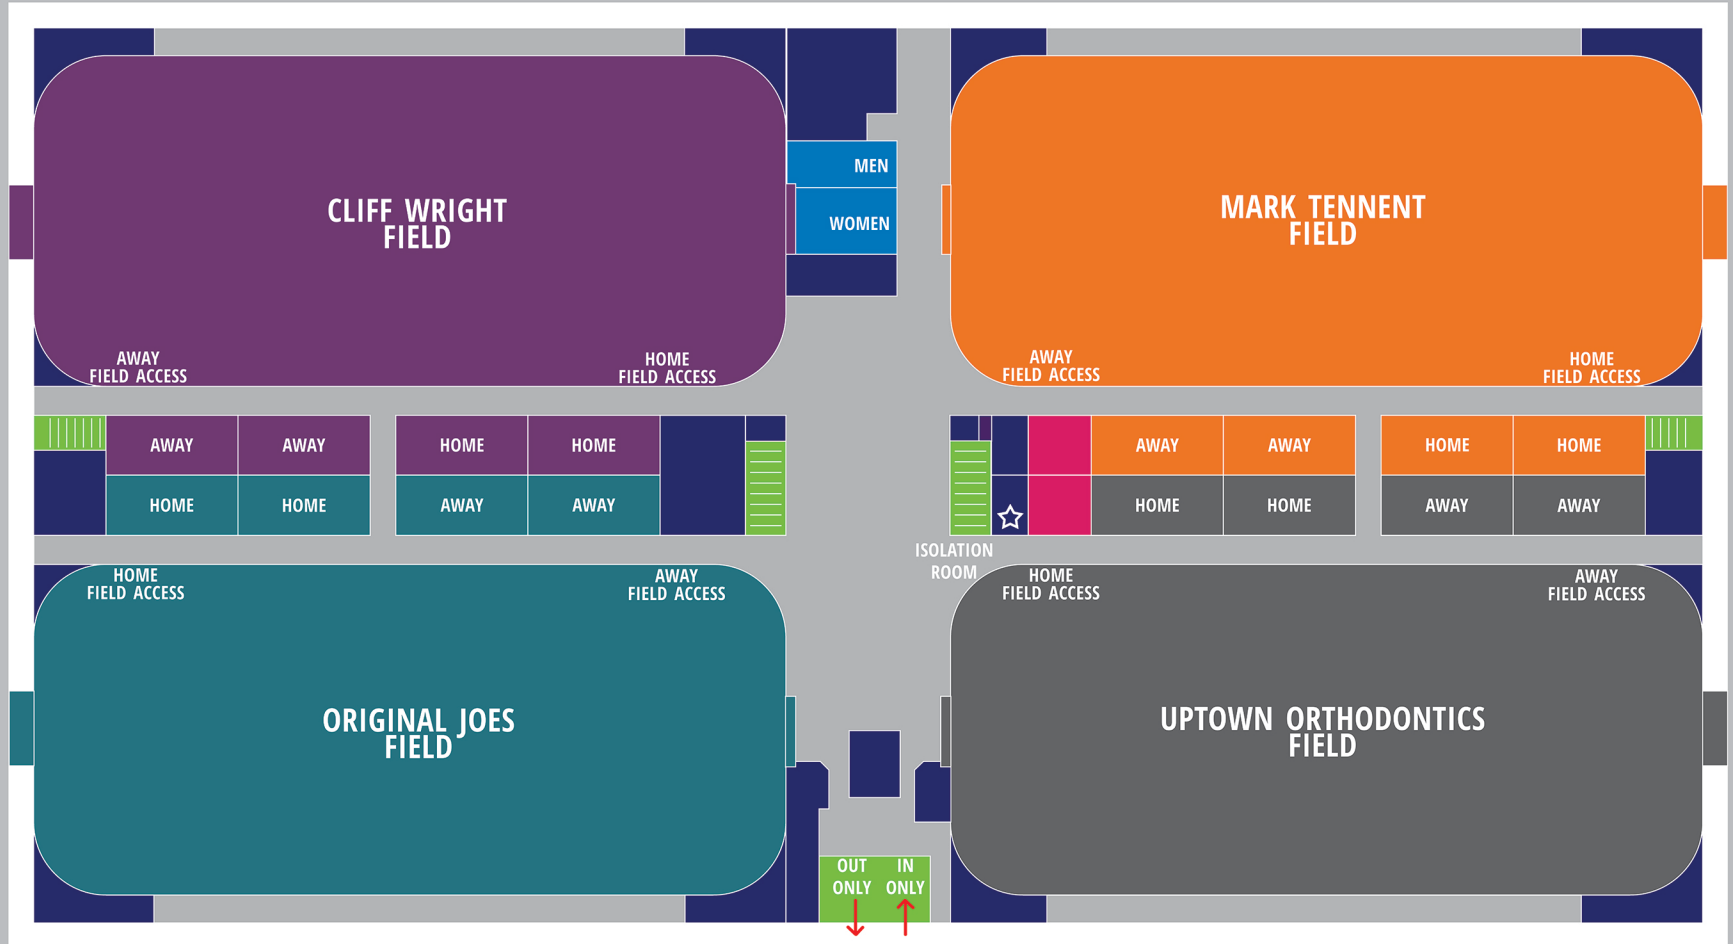 CLIFF WRIGHT
FIELD
AWAY
FIELD ACCESS
HOME
FIELD ACCESS
MEN
WOMEN
MARK TENNENT
FIELD
AWAY
FIELD ACCESS
HOME
FIELD ACCESS
AWAY
AWAY
HOME
HOME
HOME
HOME
AWAY
AWAY
AWAY
AWAY
HOME
HOME
HOME
HOME
AWAY
AWAY
ISOLATION
ROOM
HOME
FIELD ACCESS
AWAY
FIELD ACCESS
ORIGINAL JOES
FIELD
HOME
FIELD ACCESS
AWAY
FIELD ACCESS
UPTOWN ORTHODONTICS
FIELD
OUT
ONLY
IN
ONLY